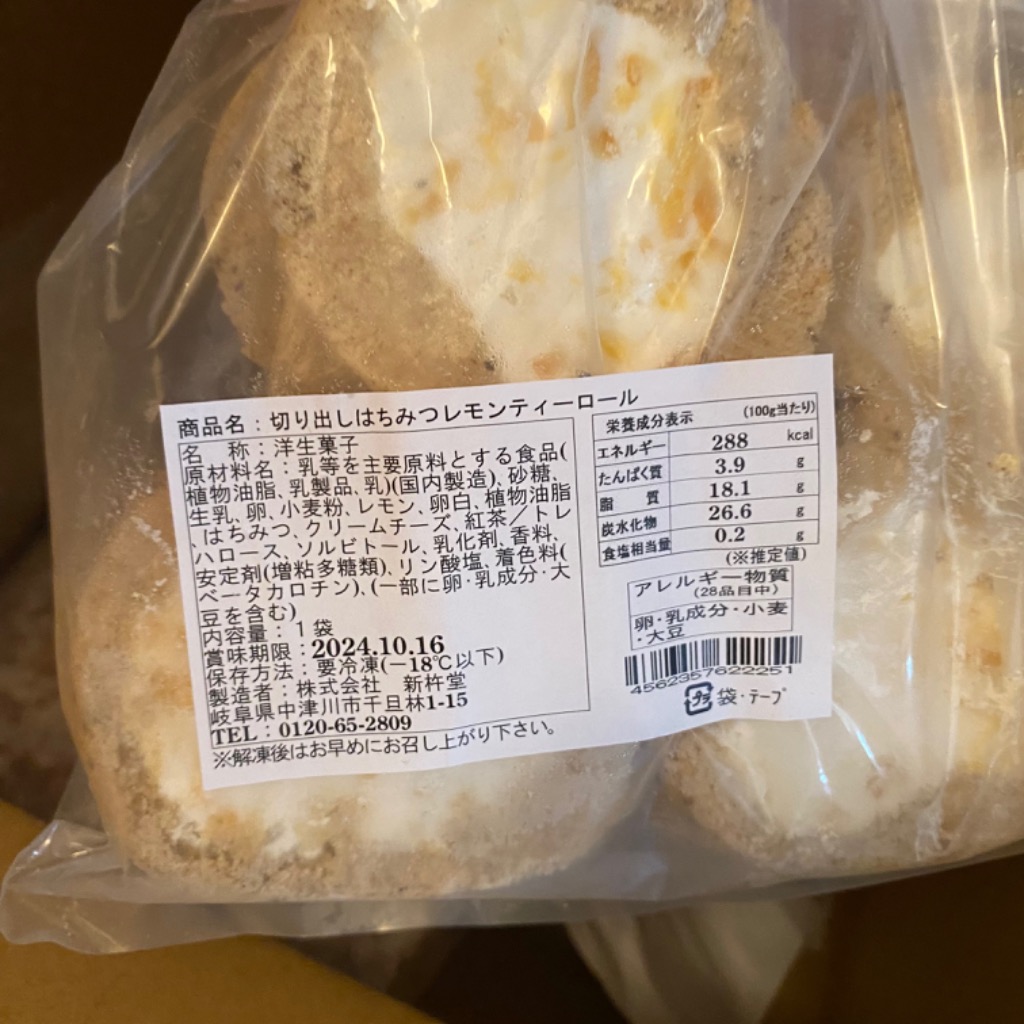 商品名：切り出しはちみつレモンティーロール
名　称：洋生菓子
原材料名：乳等を主要原料とする食品(
植物油脂、乳製品、乳)(国内製造)、砂糖、
生乳、卵、小麦粉、レモン、卵白、植物油脂
、はちみつ、クリームチーズ、紅茶／トレ
ハロース、ソルビトール、乳化剤、香料、
安定剤(増粘多糖類)、リン酸塩、着色料(
ベータカロチン)、(一部に卵・乳成分・大
豆を含む)
内容量：１袋
賞味期限：2024.10.16
保存方法：要冷凍(－18℃以下)
製造者：株式会社　新杵堂
岐阜県中津川市千旦林1-15
TEL：0120-65-2809
※解凍後はお早めにお召し上がり下さい。
栄養成分表示　(100g当たり)
エネルギー 288 kcal
たんぱく質 3.9 g
脂　質 18.1 g
炭水化物 26.6 g
食塩相当量 0.2 g
(※推定値)
アレルギー物質
(28品目中)
卵・乳成分・小麦
・大豆
4562357622251
プラ 袋・テープ